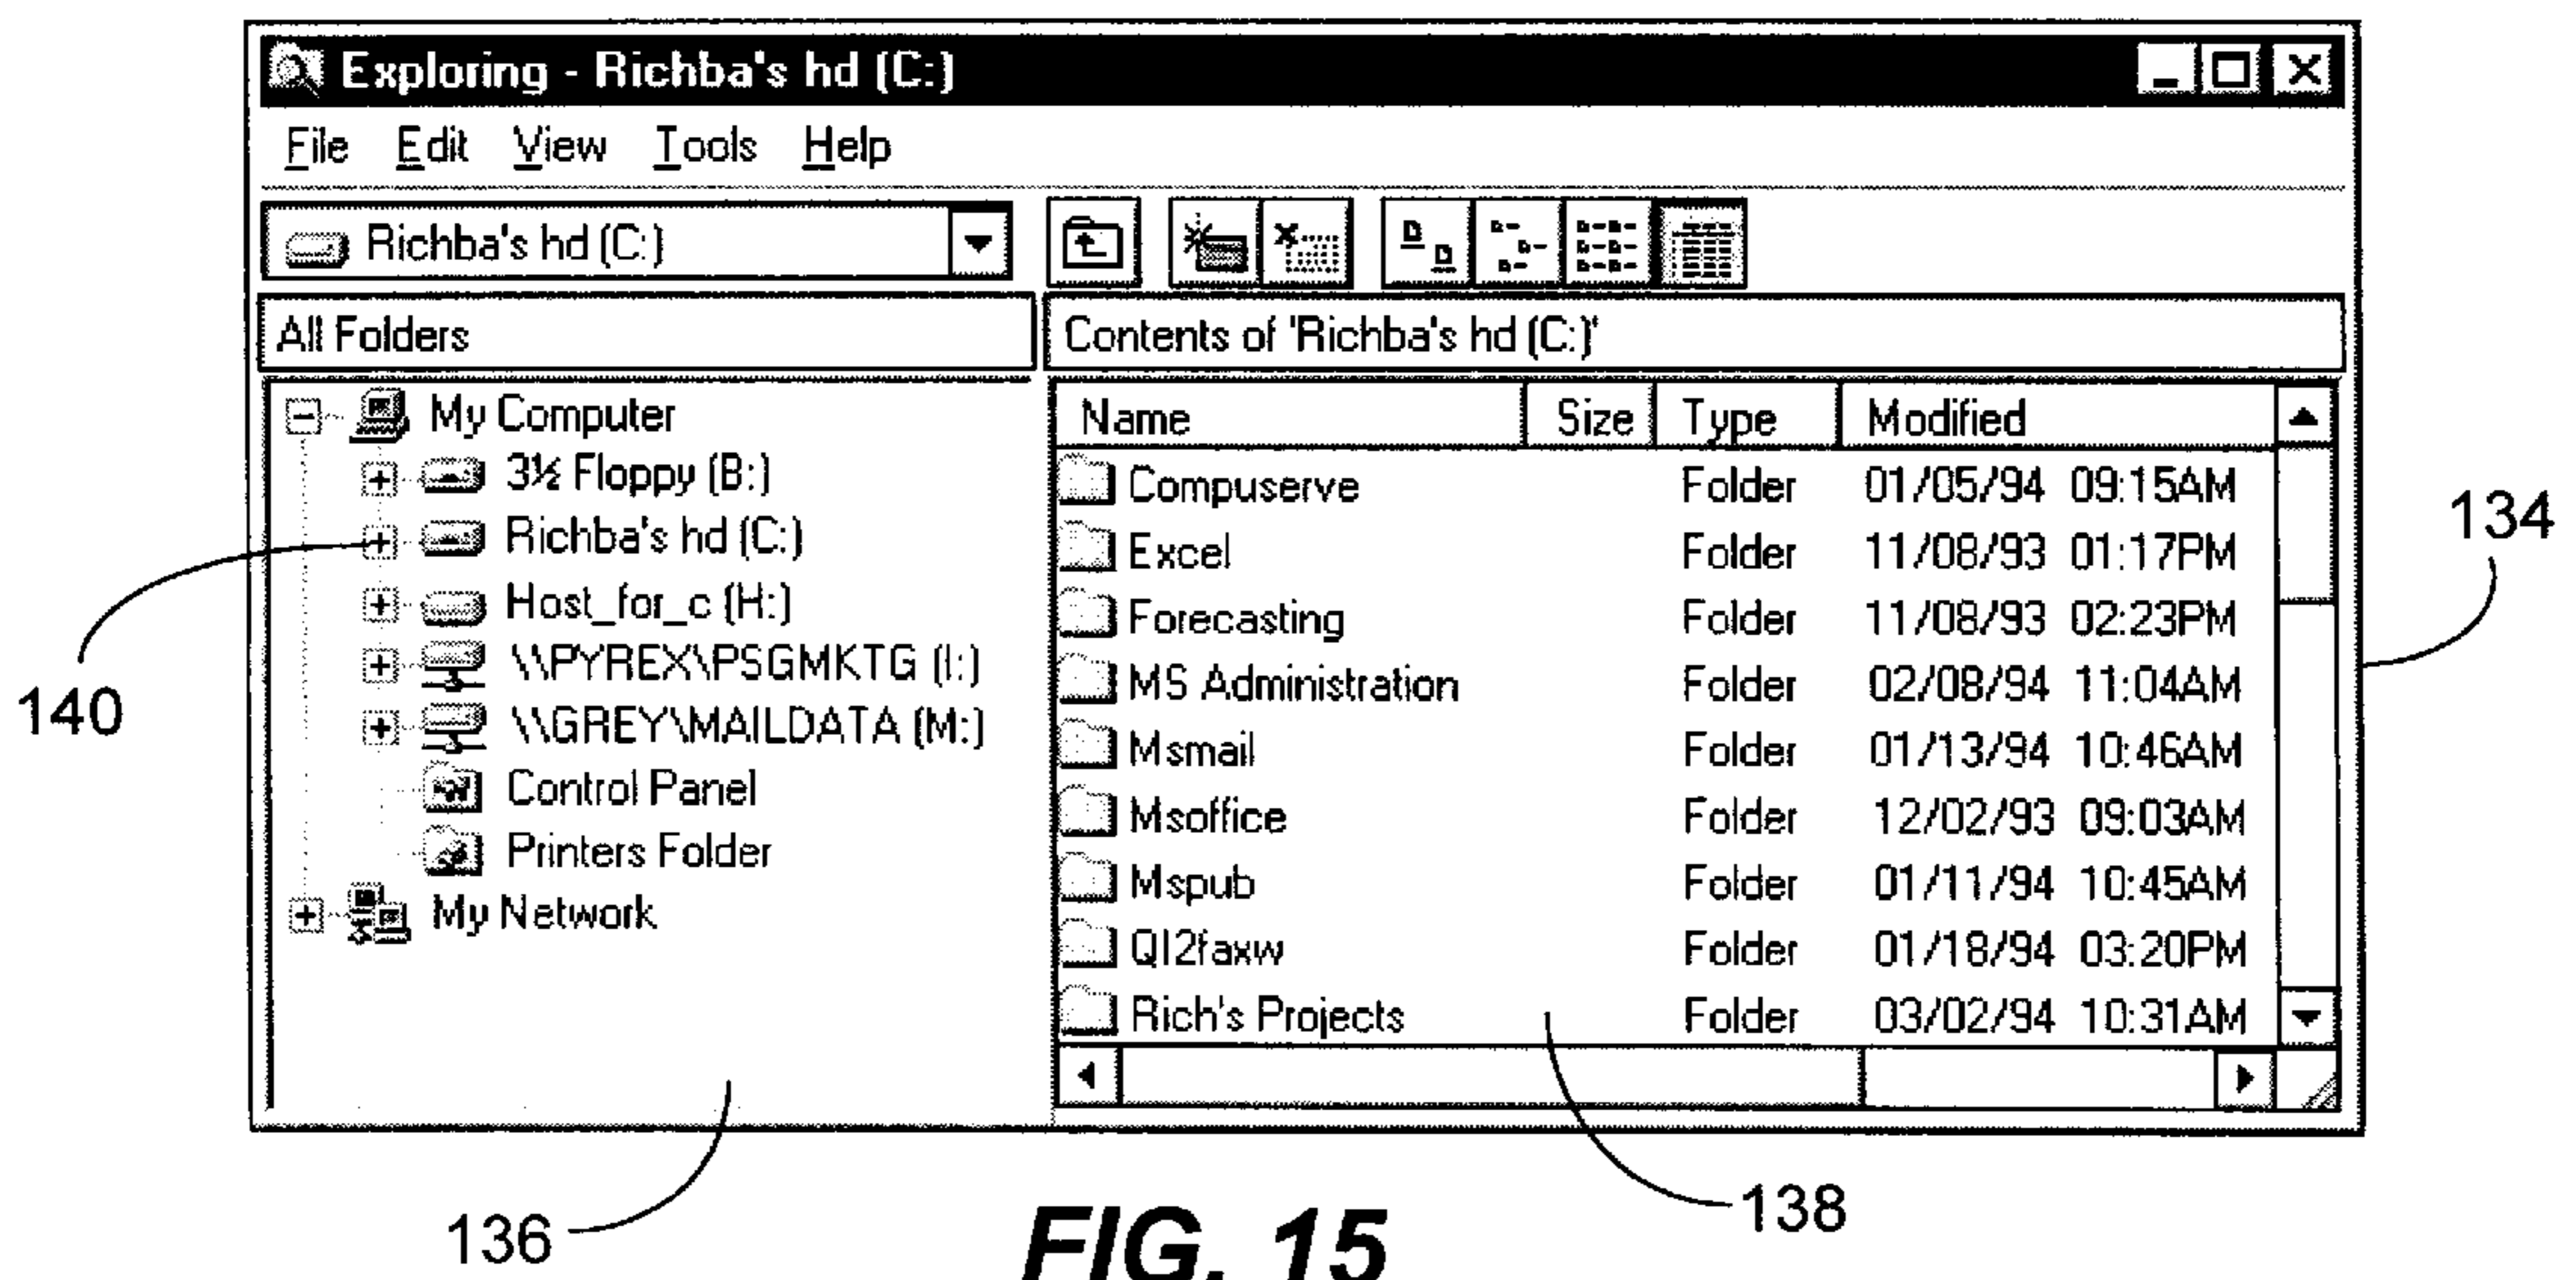 Exploring - Richba's hd (C:)
File Edit View Tools Help
Richba's hd (C:)
All Folders
Contents of 'Richba's hd (C:)'
My Computer
3½ Floppy (B:)
Richba's hd (C:)
Host_for_c (H:)
\\PYREX\PSGMKTG (I:)
\\GREY\MAILDATA (M:)
Control Panel
Printers Folder
My Network
Name Size Type Modified
Compuserve Folder 01/05/94 09:15AM
Excel Folder 11/08/93 01:17PM
Forecasting Folder 11/08/93 02:23PM
MS Administration Folder 02/08/94 11:04AM
Msmail Folder 01/13/94 10:46AM
Msoffice Folder 12/02/93 09:03AM
Mspub Folder 01/11/94 10:45AM
Ql2faxw Folder 01/18/94 03:20PM
Rich's Projects Folder 03/02/94 10:31AM
134
140
136
138
FIG. 15